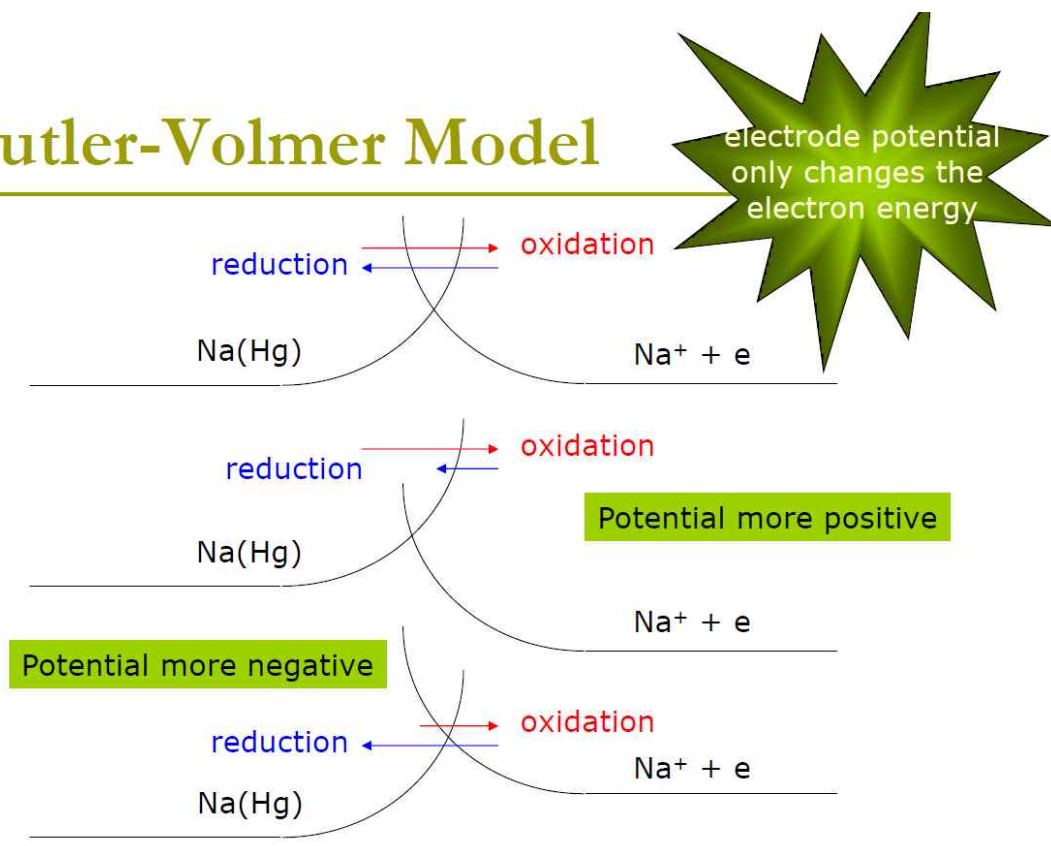 utler-Volmer Model
electrode potential
only changes the
electron energy
oxidation
reduction
Na(Hg)
Na⁺ + e
oxidation
reduction
Potential more positive
Na(Hg)
Na⁺ + e
Potential more negative
oxidation
reduction
Na⁺ + e
Na(Hg)